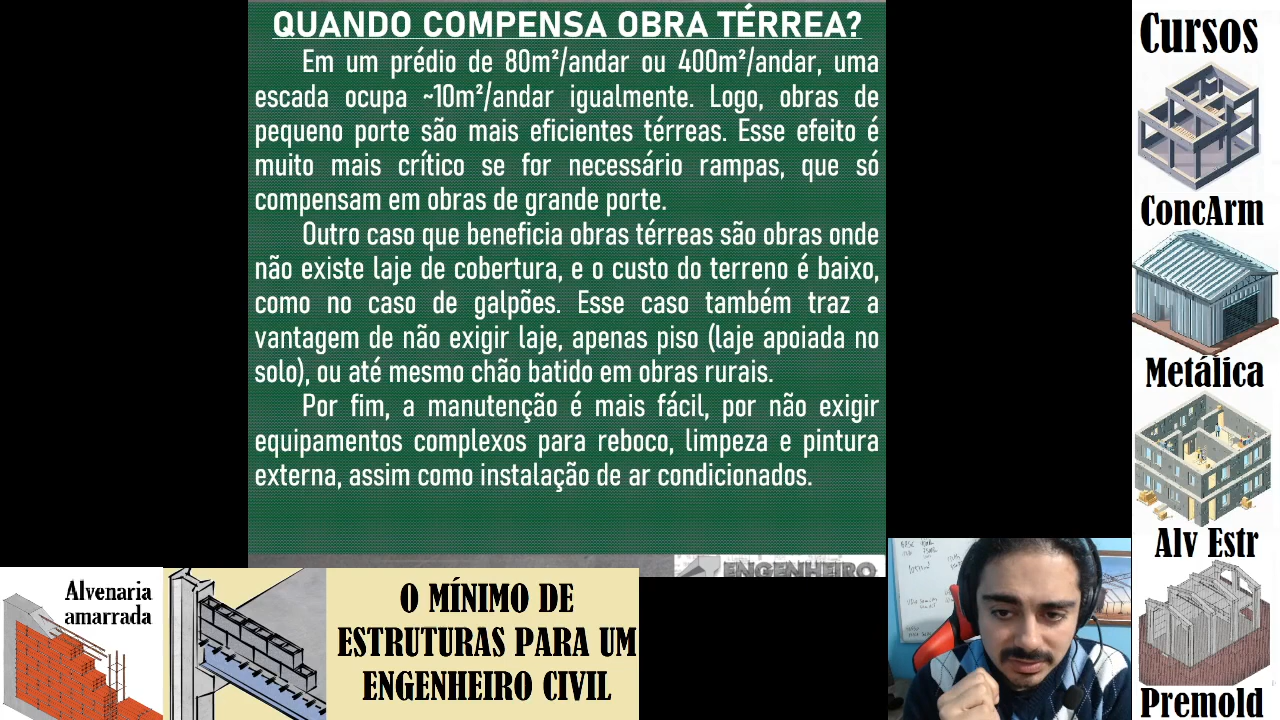 QUANDO COMPENSA OBRA TÉRREA?
Em um prédio de 80m²/andar ou 400m²/andar, uma
escada ocupa ~10m²/andar igualmente. Logo, obras de
pequeno porte são mais eficientes térreas. Esse efeito é
muito mais crítico se for necessário rampas, que só
compensam em obras de grande porte.
Outro caso que beneficia obras térreas são obras onde
não existe laje de cobertura, e o custo do terreno é baixo,
como no caso de galpões. Esse caso também traz a
vantagem de não exigir laje, apenas piso (laje apoiada no
solo), ou até mesmo chão batido em obras rurais.
Por fim, a manutenção é mais fácil, por não exigir
equipamentos complexos para reboco, limpeza e pintura
externa, assim como instalação de ar condicionados.
ENGENHEIRO
Alvenaria
amarrada
O MÍNIMO DE
ESTRUTURAS PARA UM
ENGENHEIRO CIVIL
Cursos
ConcArm
Metálica
Alv Estr
Premold